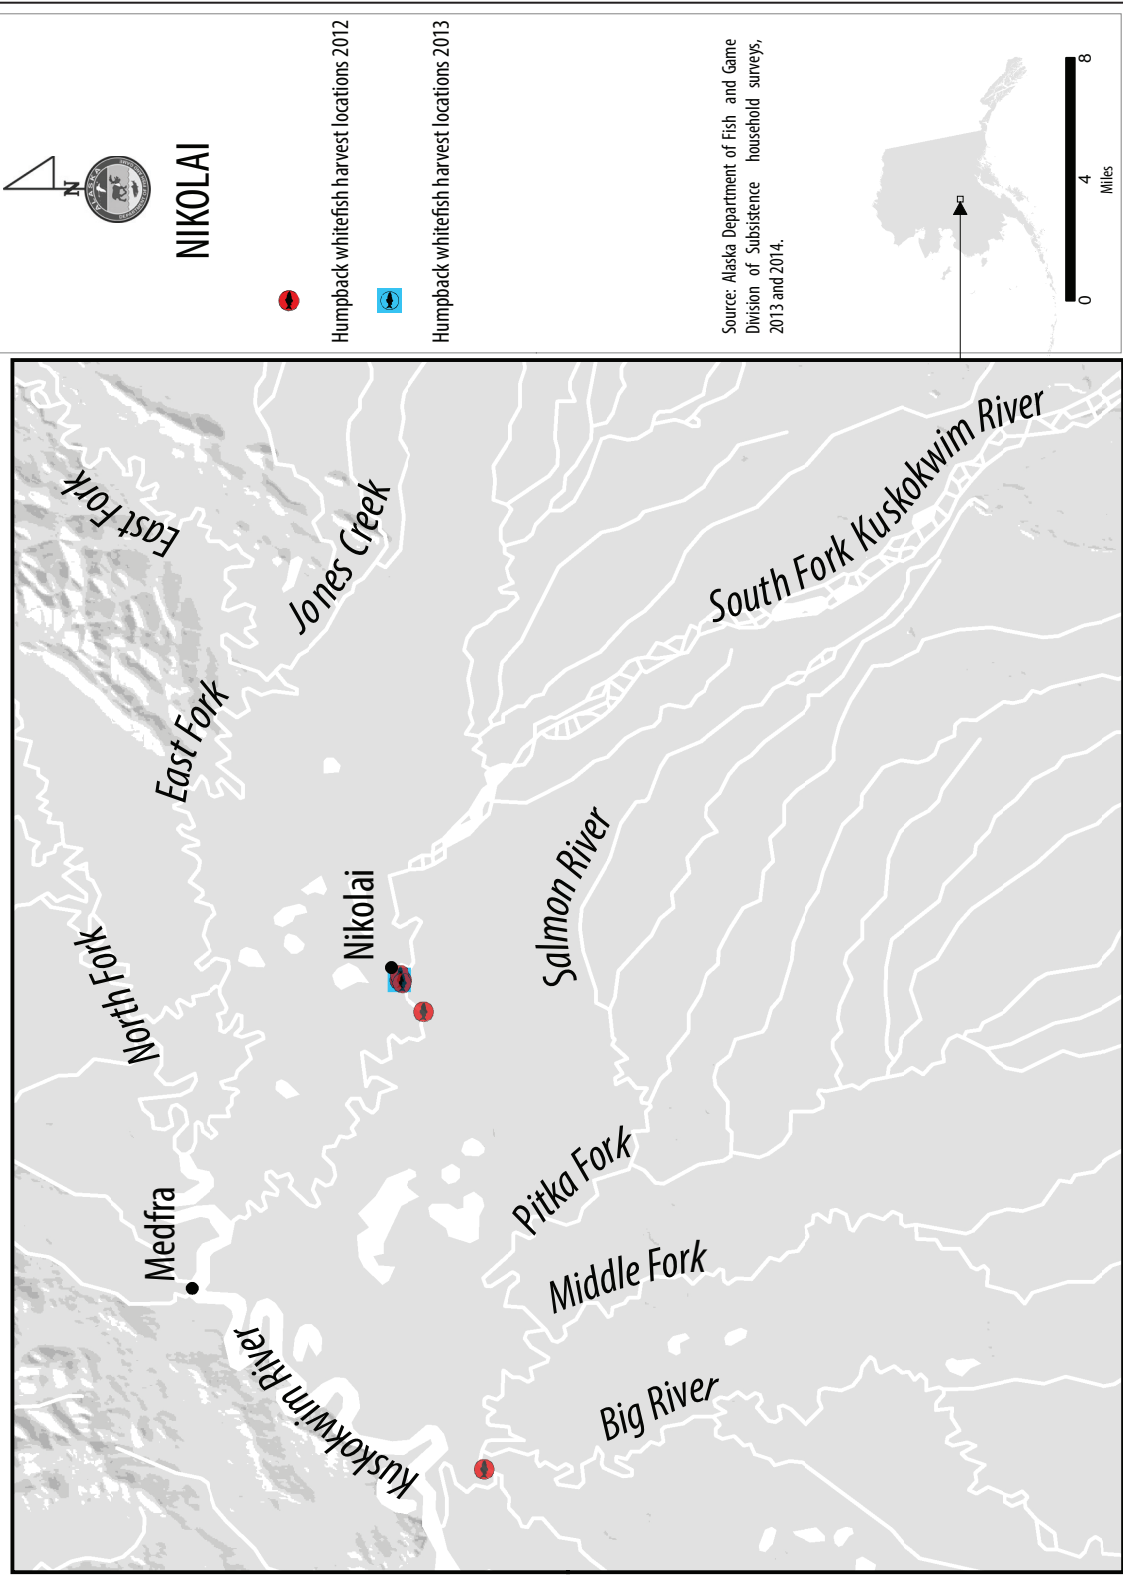 N
NIKOLAI
Humpback whitefish harvest locations 2012
Humpback whitefish harvest locations 2013
Source: Alaska Department of Fish and Game
Division of Subsistence household surveys,
2013 and 2014.
0 4 8
Miles
East Fork
Jones Creek
East Fork
South Fork Kuskokwim River
North Fork
Nikolai
Salmon River
Medfra
Pitka Fork
Middle Fork
Kuskokwim River
Big River
ALASKA